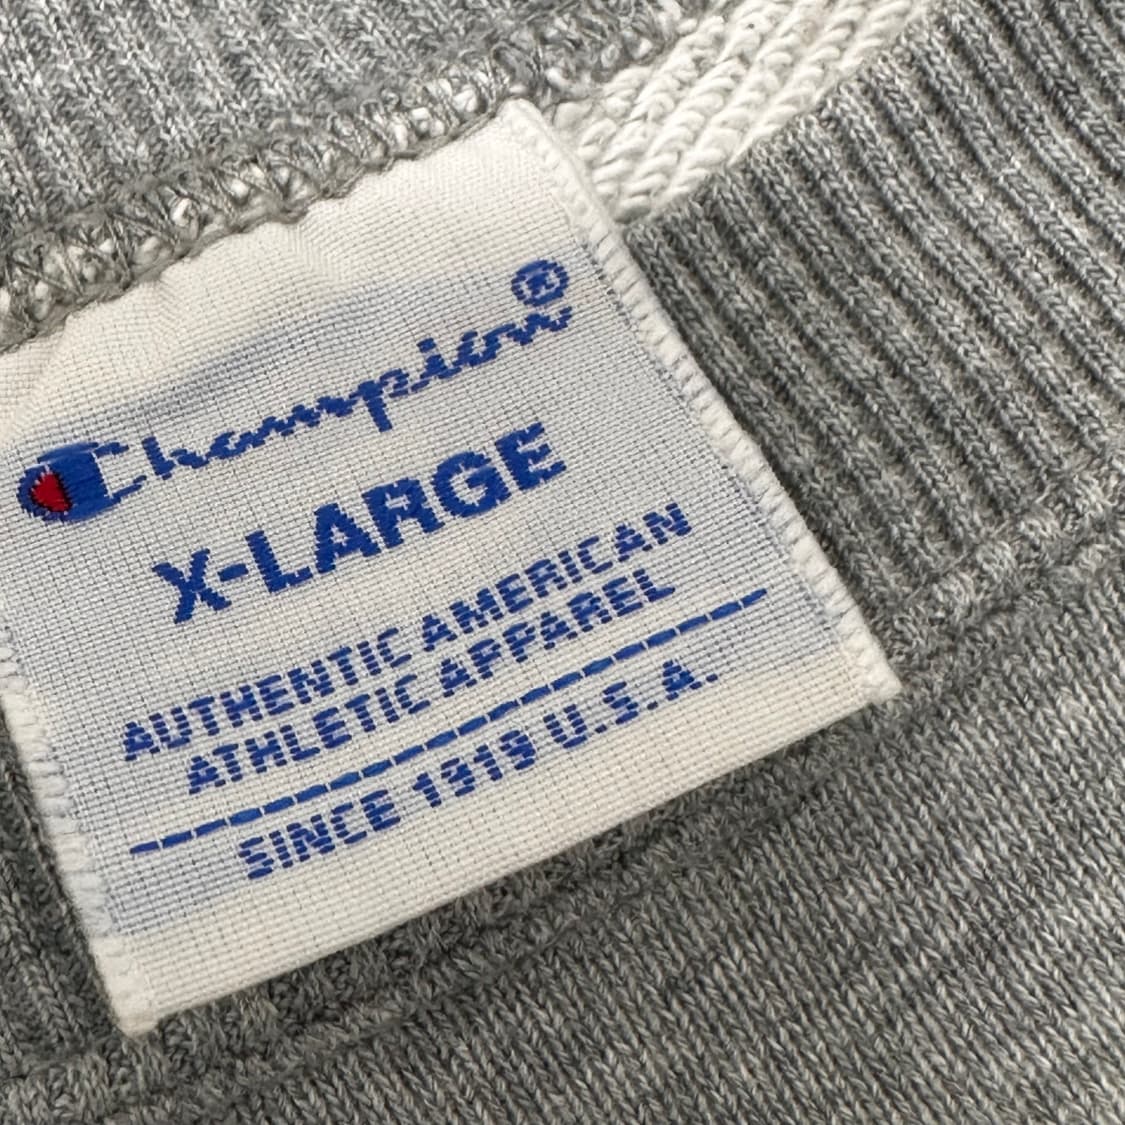 Champion®
X-LARGE
AUTHENTIC AMERICAN
ATHLETIC APPAREL
SINCE 1919 U.S.A.